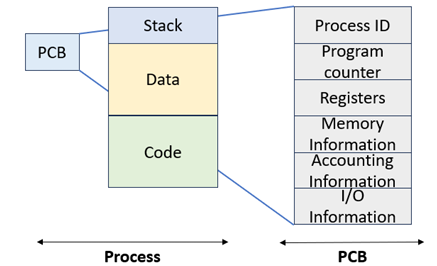 PCB
Stack
Data
Code
Process
Process ID
Program
counter
Registers
Memory
Information
Accounting
Information
I/O
Information
PCB